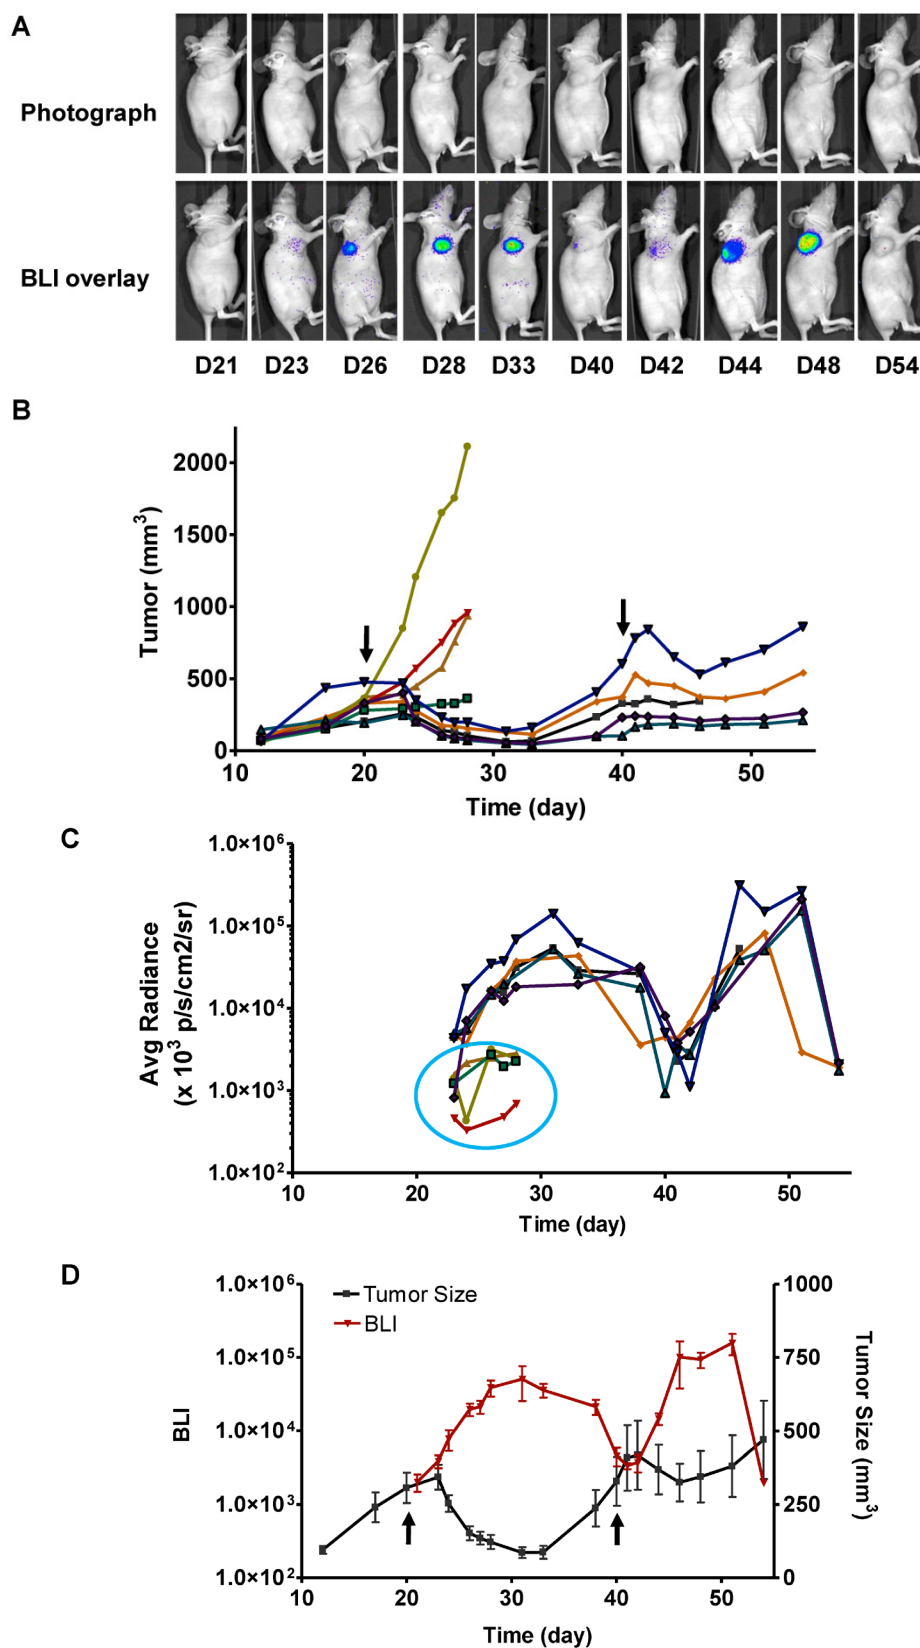 A
Photograph
BLI overlay
D21 D23 D26 D28 D33 D40 D42 D44 D48 D54
B
Tumor (mm³)
2000
1500
1000
500
0
10 20 30 40 50
Time (day)
C
Avg Radiance
(x 10³ p/s/cm2/sr)
1.0×10⁶
1.0×10⁵
1.0×10⁴
1.0×10³
1.0×10²
10 20 30 40 50
Time (day)
D
BLI
1.0×10⁶
1.0×10⁵
1.0×10⁴
1.0×10³
1.0×10²
Tumor Size
BLI
1000
750
500
250
0
Tumor Size (mm³)
10 20 30 40 50
Time (day)